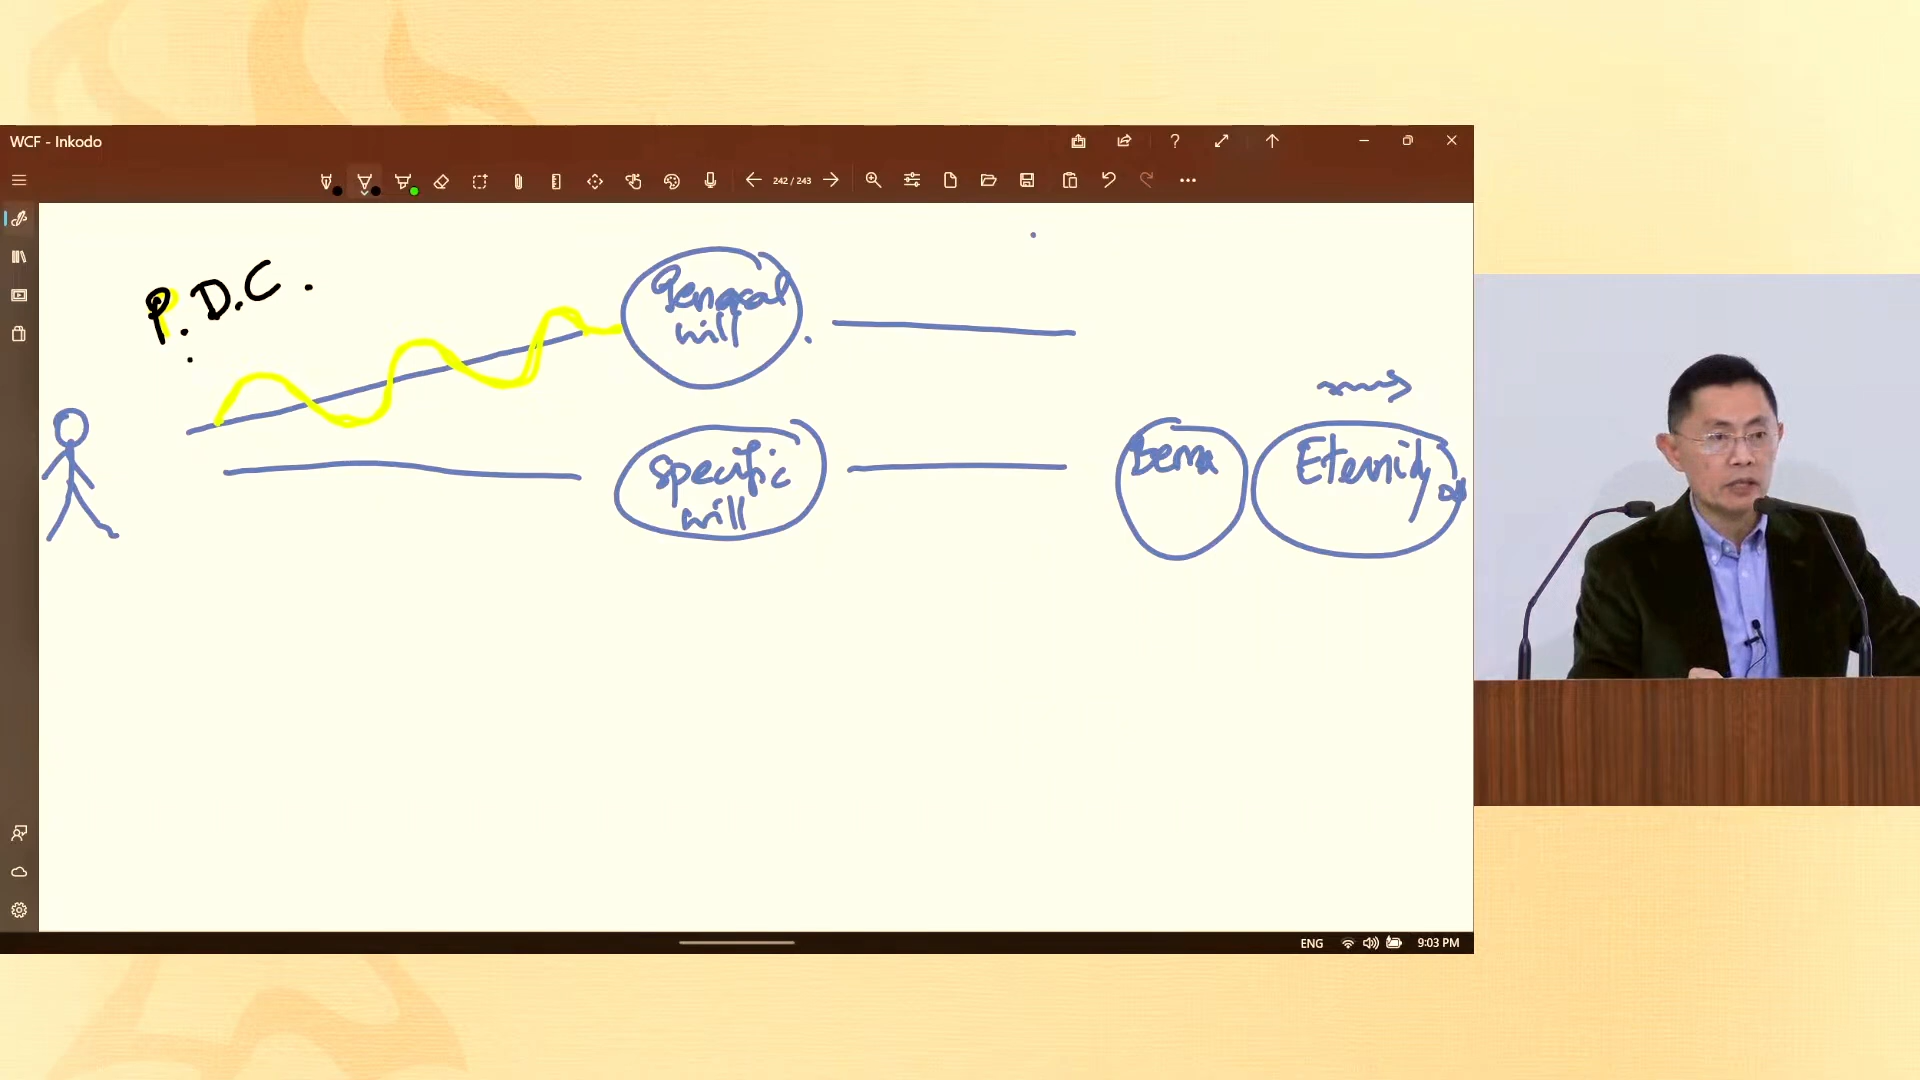 WCF - Inkodo
242 / 243
P.D.C.
General
will
specific
will
Bema
Eternity
ENG
9:03 PM